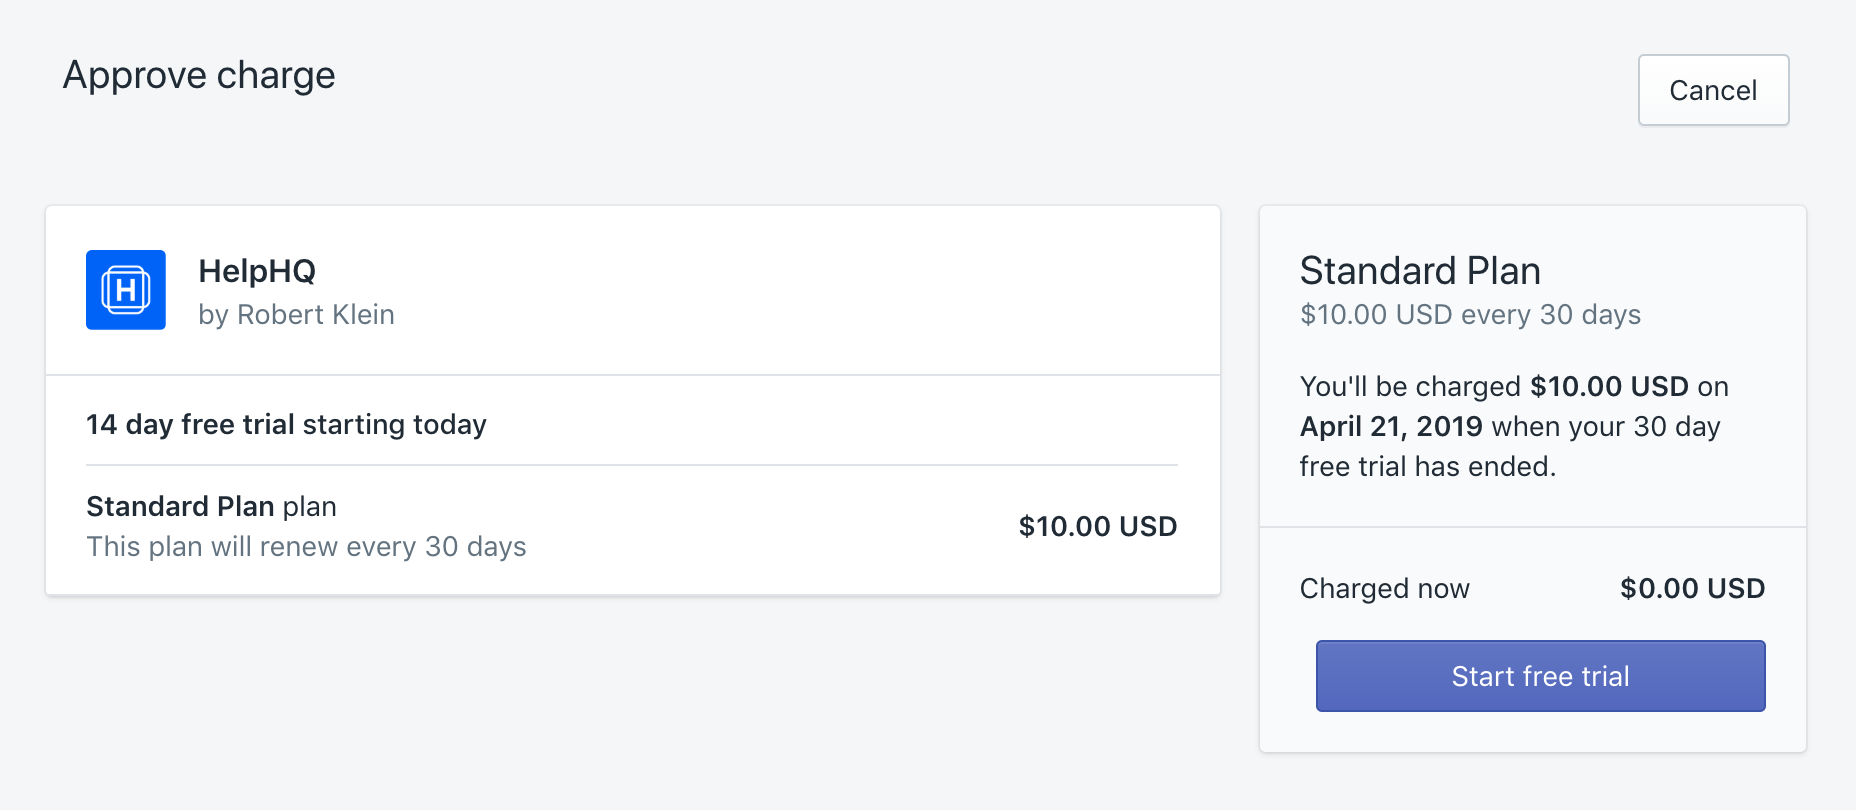 Approve charge
Cancel
H
HelpHQ
by Robert Klein
14 day free trial starting today
Standard Plan plan
This plan will renew every 30 days
$10.00 USD
Standard Plan
$10.00 USD every 30 days
You'll be charged $10.00 USD on
April 21, 2019 when your 30 day
free trial has ended.
Charged now $0.00 USD
Start free trial